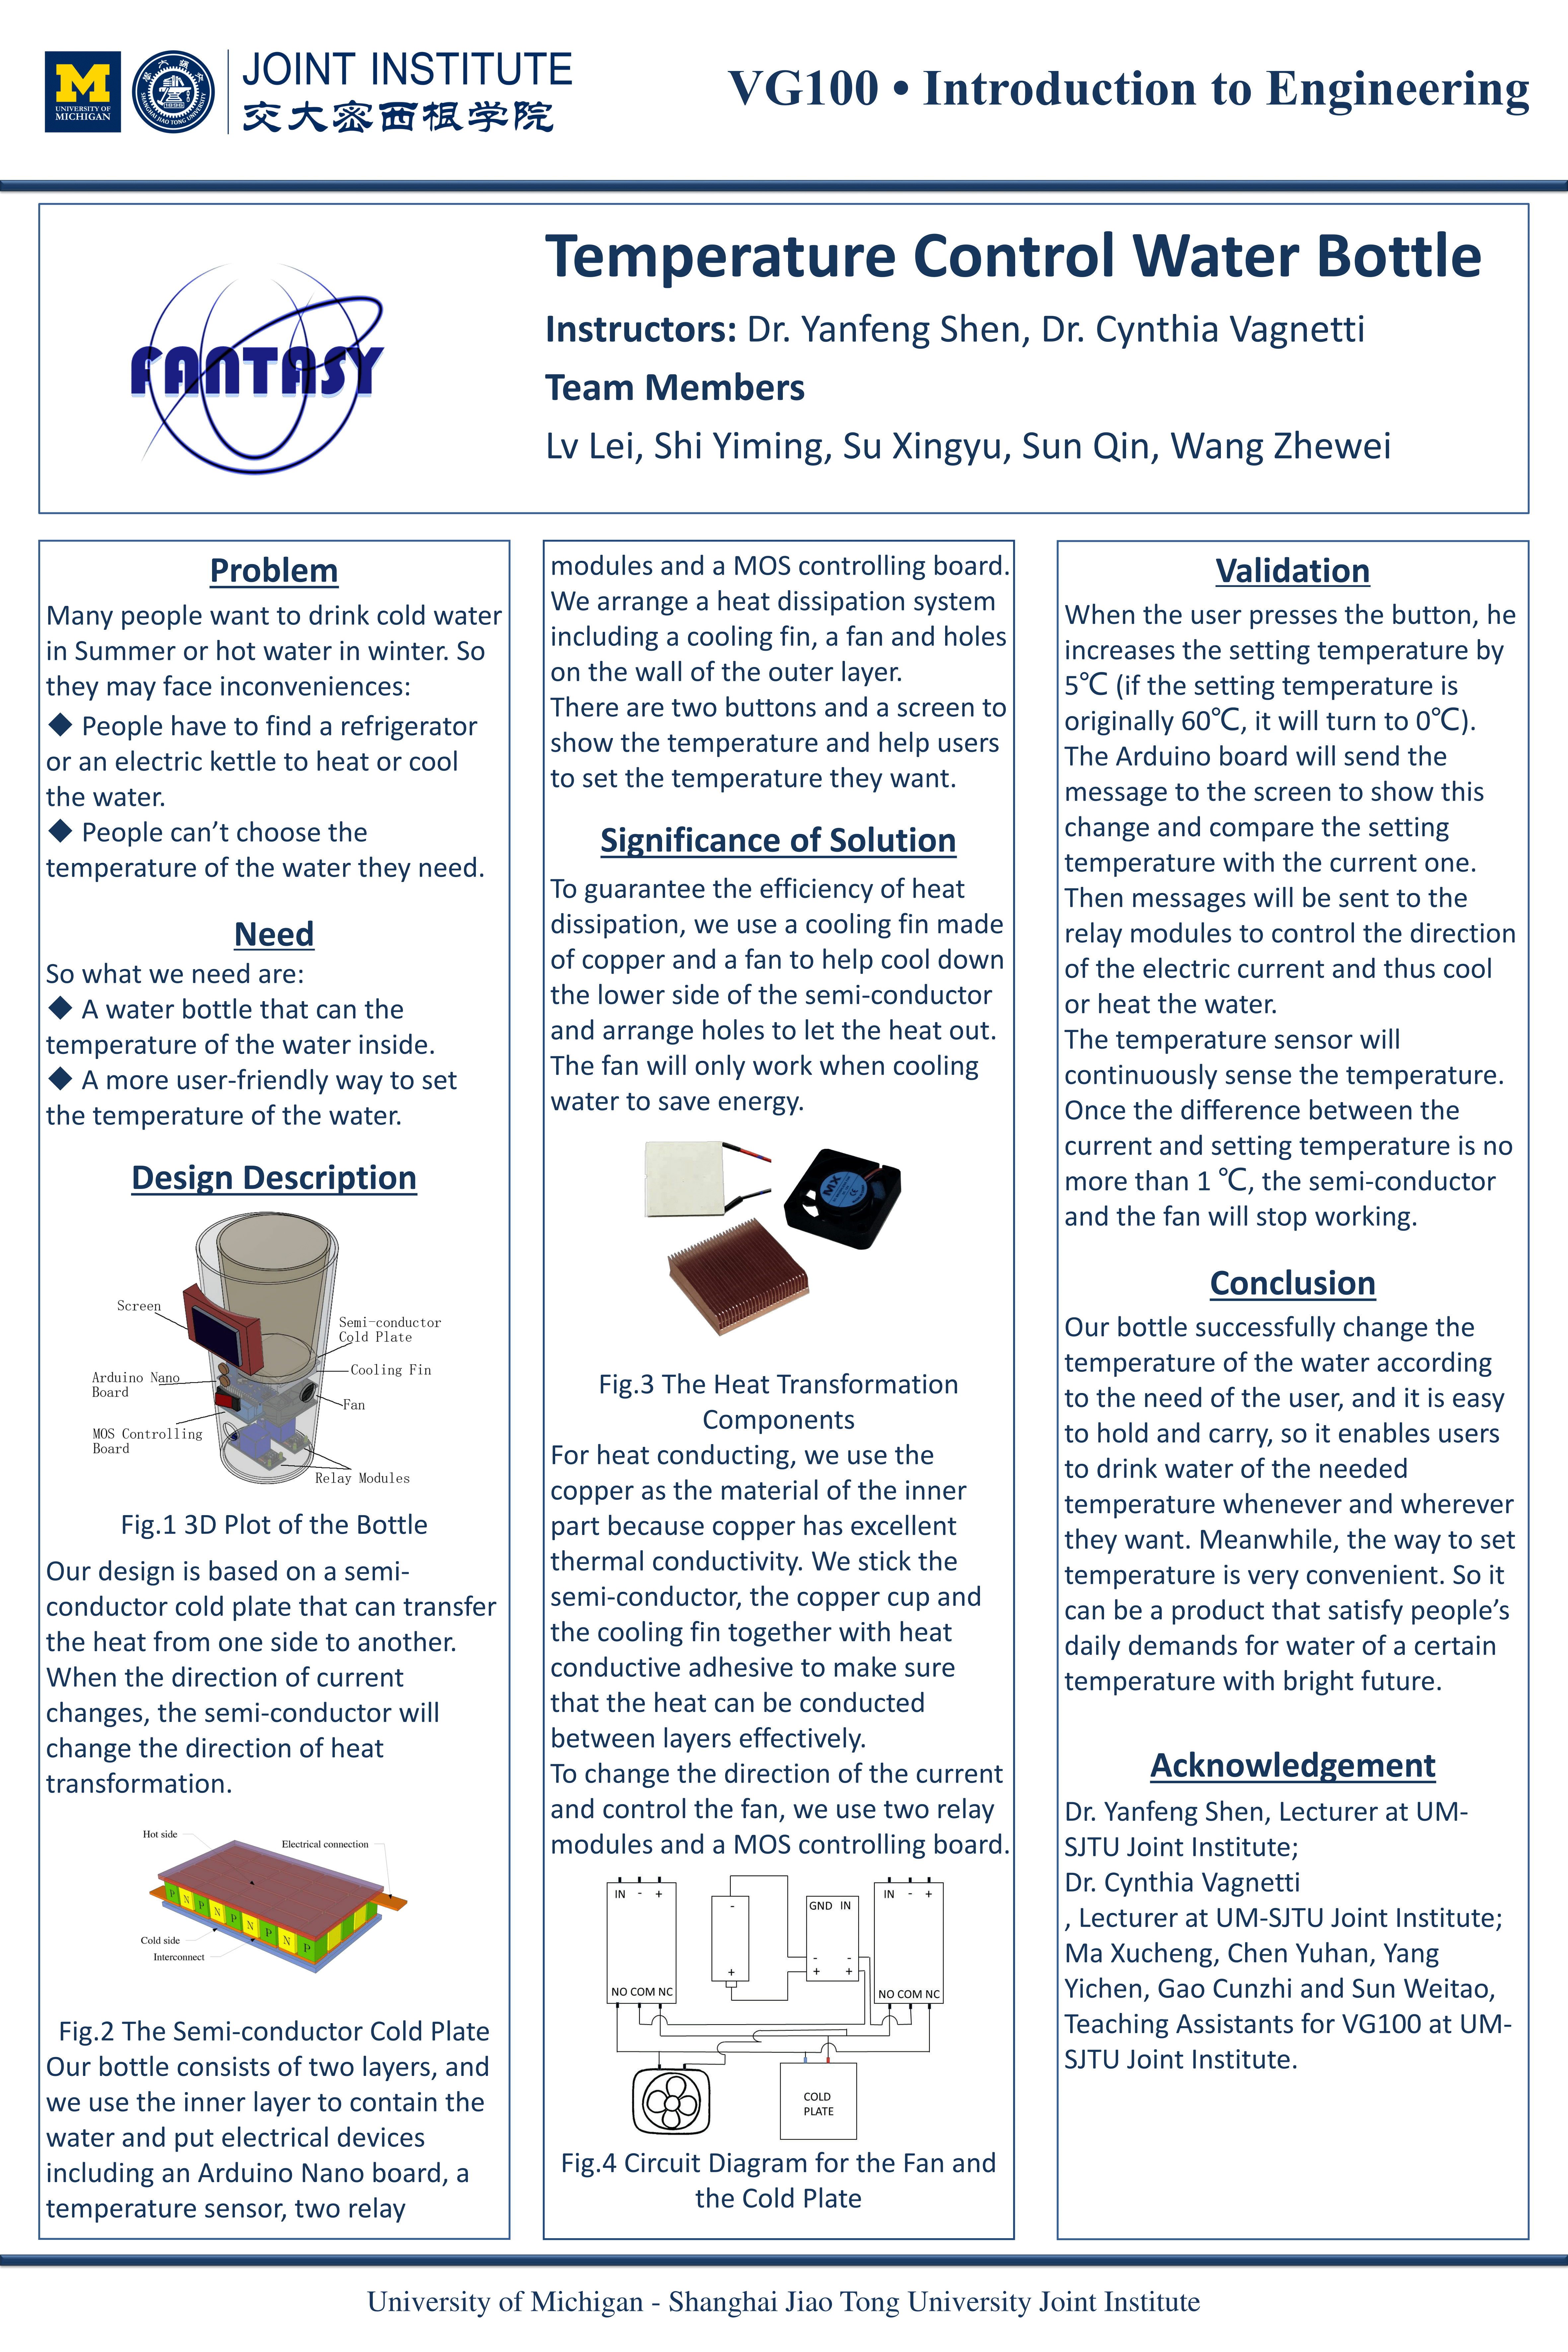 M
UNIVERSITY OF
MICHIGAN
SHANGHAI JIAO TONG UNIVERSITY
1896
JOINT INSTITUTE
交大密西根学院
VG100 • Introduction to Engineering
FANTASY
Temperature Control Water Bottle
Instructors: Dr. Yanfeng Shen, Dr. Cynthia Vagnetti
Team Members
Lv Lei, Shi Yiming, Su Xingyu, Sun Qin, Wang Zhewei
Problem
Many people want to drink cold water
in Summer or hot water in winter. So
they may face inconveniences:
◆ People have to find a refrigerator
or an electric kettle to heat or cool
the water.
◆ People can’t choose the
temperature of the water they need.
Need
So what we need are:
◆ A water bottle that can the
temperature of the water inside.
◆ A more user-friendly way to set
the temperature of the water.
Design Description
Screen
Semi-conductor
Cold Plate
Cooling Fin
Arduino Nano
Board
Fan
MOS Controlling
Board
Relay Modules
Fig.1 3D Plot of the Bottle
Our design is based on a semi-
conductor cold plate that can transfer
the heat from one side to another.
When the direction of current
changes, the semi-conductor will
change the direction of heat
transformation.
Hot side
Electrical connection
P N P N P N P N P
Cold side
Interconnect
Fig.2 The Semi-conductor Cold Plate
Our bottle consists of two layers, and
we use the inner layer to contain the
water and put electrical devices
including an Arduino Nano board, a
temperature sensor, two relay
modules and a MOS controlling board.
We arrange a heat dissipation system
including a cooling fin, a fan and holes
on the wall of the outer layer.
There are two buttons and a screen to
show the temperature and help users
to set the temperature they want.
Significance of Solution
To guarantee the efficiency of heat
dissipation, we use a cooling fin made
of copper and a fan to help cool down
the lower side of the semi-conductor
and arrange holes to let the heat out.
The fan will only work when cooling
water to save energy.
MX
Fig.3 The Heat Transformation
Components
For heat conducting, we use the
copper as the material of the inner
part because copper has excellent
thermal conductivity. We stick the
semi-conductor, the copper cup and
the cooling fin together with heat
conductive adhesive to make sure
that the heat can be conducted
between layers effectively.
To change the direction of the current
and control the fan, we use two relay
modules and a MOS controlling board.
IN - +
-
+
GND IN
- -
+ +
IN - +
NO COM NC
NO COM NC
COLD
PLATE
Fig.4 Circuit Diagram for the Fan and
the Cold Plate
Validation
When the user presses the button, he
increases the setting temperature by
5℃ (if the setting temperature is
originally 60℃, it will turn to 0℃).
The Arduino board will send the
message to the screen to show this
change and compare the setting
temperature with the current one.
Then messages will be sent to the
relay modules to control the direction
of the electric current and thus cool
or heat the water.
The temperature sensor will
continuously sense the temperature.
Once the difference between the
current and setting temperature is no
more than 1 ℃, the semi-conductor
and the fan will stop working.
Conclusion
Our bottle successfully change the
temperature of the water according
to the need of the user, and it is easy
to hold and carry, so it enables users
to drink water of the needed
temperature whenever and wherever
they want. Meanwhile, the way to set
temperature is very convenient. So it
can be a product that satisfy people’s
daily demands for water of a certain
temperature with bright future.
Acknowledgement
Dr. Yanfeng Shen, Lecturer at UM-
SJTU Joint Institute;
Dr. Cynthia Vagnetti
, Lecturer at UM-SJTU Joint Institute;
Ma Xucheng, Chen Yuhan, Yang
Yichen, Gao Cunzhi and Sun Weitao,
Teaching Assistants for VG100 at UM-
SJTU Joint Institute.
University of Michigan - Shanghai Jiao Tong University Joint Institute